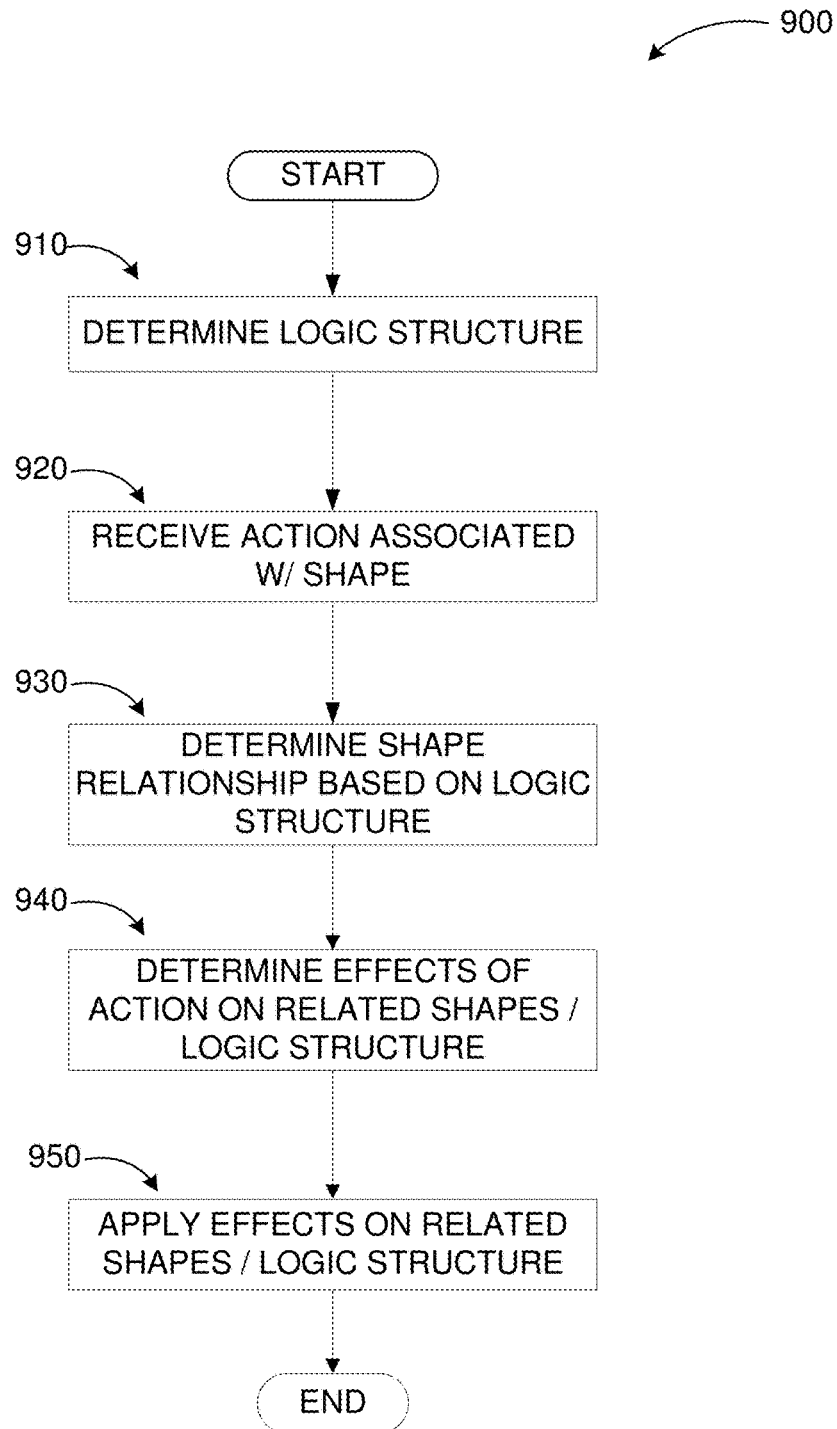 900
START
910
DETERMINE LOGIC STRUCTURE
920
RECEIVE ACTION ASSOCIATED
W/ SHAPE
930
DETERMINE SHAPE
RELATIONSHIP BASED ON LOGIC
STRUCTURE
940
DETERMINE EFFECTS OF
ACTION ON RELATED SHAPES /
LOGIC STRUCTURE
950
APPLY EFFECTS ON RELATED
SHAPES / LOGIC STRUCTURE
END